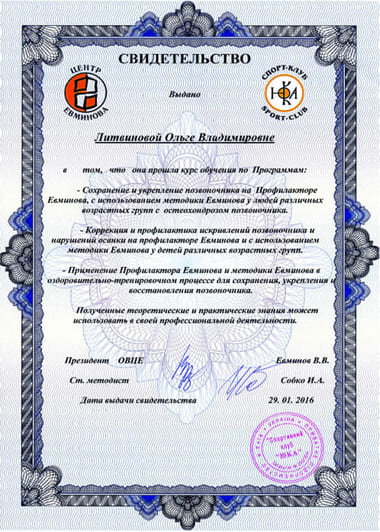 СВИДЕТЕЛЬСТВО
ЦЕНТР
ЕВМИНОВА
СПОРТ-КЛУБ
ЮКА
SPORT-CLUB
Выдано
Литвиновой Ольге Владимировне
в том, что она прошла курс обучения по Программам:
- Сохранение и укрепление позвоночника на Профилакторе
Евминова, с использованием методики Евминова у людей различных
возрастных групп с остеохондрозом позвоночника.
- Коррекция и профилактика искривлений позвоночника и
нарушений осанки на профилакторе Евминова и с использованием
методики Евминова у детей различных возрастных групп.
- Применение Профилактора Евминова и методики Евминова в
оздоровительно-тренировочном процессе для сохранения, укрепления и
восстановления позвоночника.
Полученные теоретические и практические знания может
использовать в своей профессиональной деятельности.
Президент ОВЦЕ Евминов В.В.
Ст. методист Собко И.А.
Дата выдачи свидетельства 29. 01. 2016
УКРАЇНА
"Спортивний
клуб
"ЮКА"